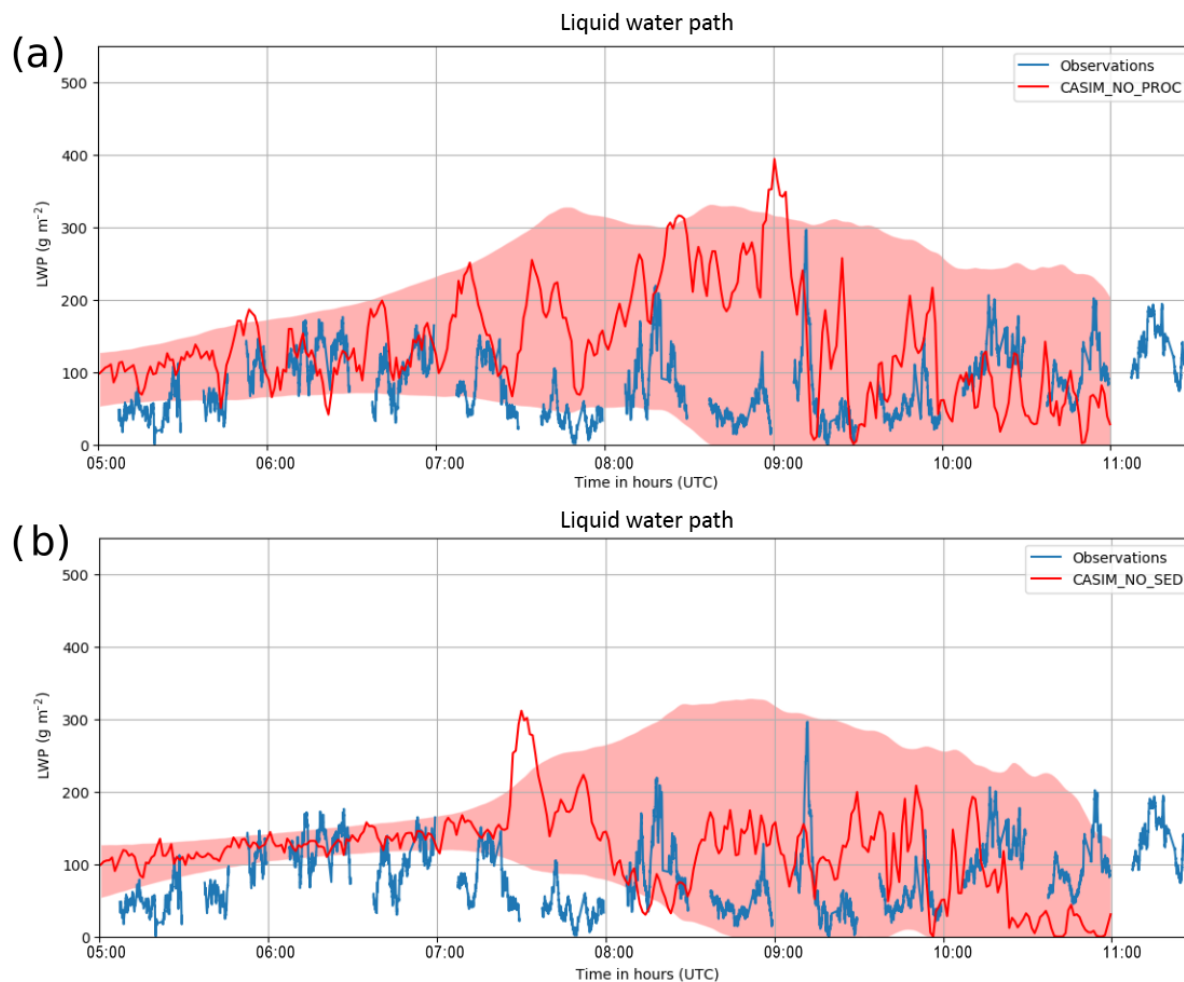 (a)
Liquid water path
Observations
CASIM_NO_PROC
500
400
300
200
100
0
LWP (g m⁻²)
05:00 06:00 07:00 08:00 09:00 10:00 11:00
Time in hours (UTC)
(b)
Liquid water path
Observations
CASIM_NO_SED
500
400
300
200
100
0
LWP (g m⁻²)
05:00 06:00 07:00 08:00 09:00 10:00 11:00
Time in hours (UTC)